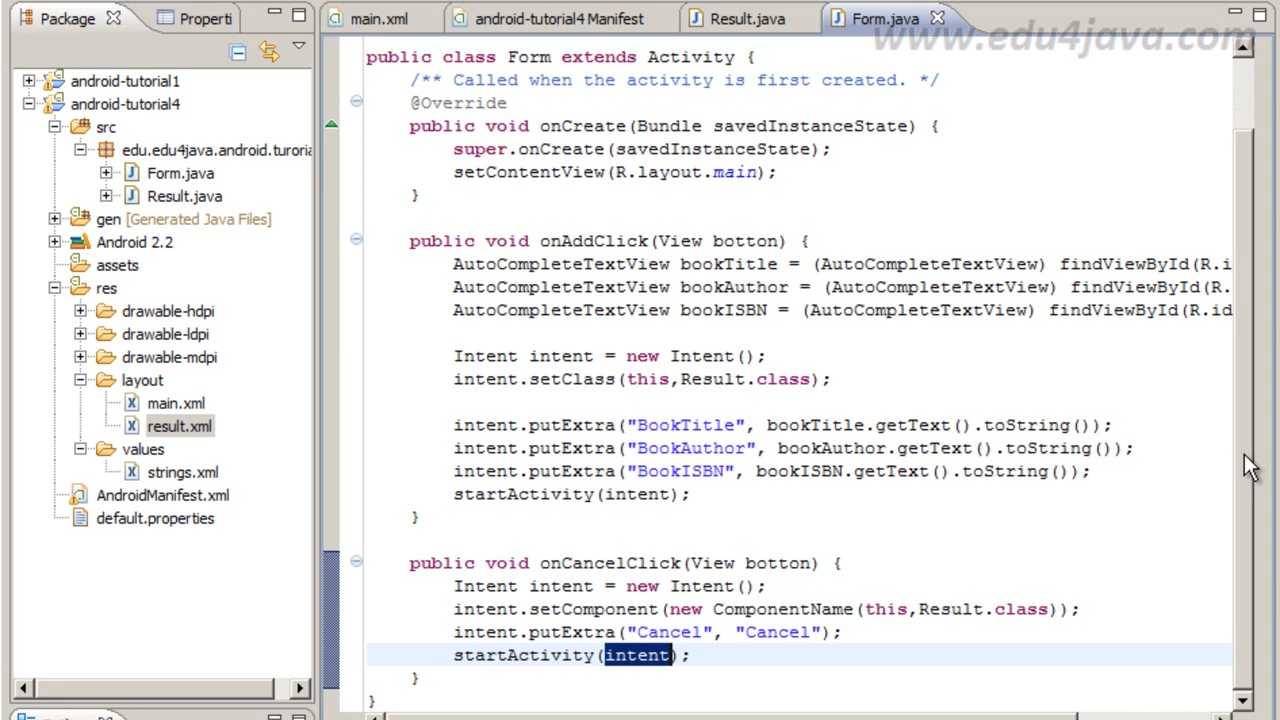 Package
Properti
main.xml
android-tutorial4 Manifest
Result.java
Form.java
www.edu4java.com
android-tutorial1
android-tutorial4
src
edu.edu4java.android.turoria
Form.java
Result.java
gen [Generated Java Files]
Android 2.2
assets
res
drawable-hdpi
drawable-ldpi
drawable-mdpi
layout
main.xml
result.xml
values
strings.xml
AndroidManifest.xml
default.properties
public class Form extends Activity {
/** Called when the activity is first created. */
@Override
public void onCreate(Bundle savedInstanceState) {
super.onCreate(savedInstanceState);
setContentView(R.layout.main);
}
public void onAddClick(View botton) {
AutoCompleteTextView bookTitle = (AutoCompleteTextView) findViewById(R.i
AutoCompleteTextView bookAuthor = (AutoCompleteTextView) findViewById(R.
AutoCompleteTextView bookISBN = (AutoCompleteTextView) findViewById(R.id
Intent intent = new Intent();
intent.setClass(this,Result.class);
intent.putExtra("BookTitle", bookTitle.getText().toString());
intent.putExtra("BookAuthor", bookAuthor.getText().toString());
intent.putExtra("BookISBN", bookISBN.getText().toString());
startActivity(intent);
}
public void onCancelClick(View botton) {
Intent intent = new Intent();
intent.setComponent(new ComponentName(this,Result.class));
intent.putExtra("Cancel", "Cancel");
startActivity(intent);
}
}